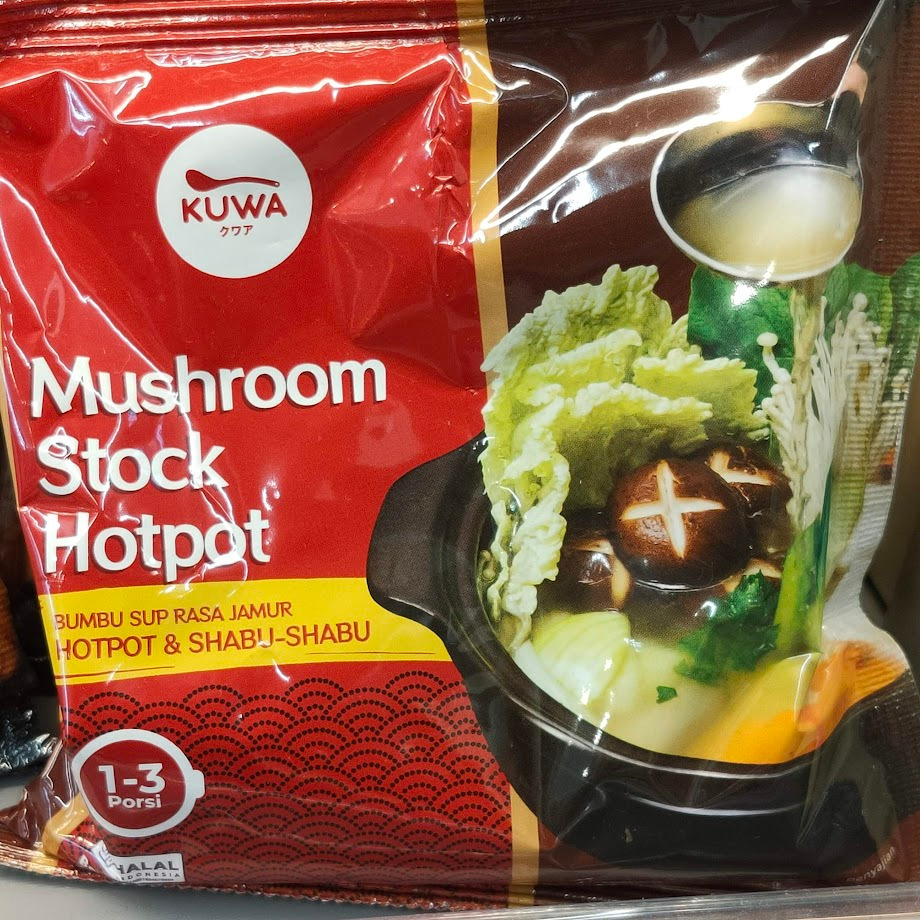 KUWA
クワア
Mushroom
Stock
Hotpot
BUMBU SUP RASA JAMUR
HOTPOT & SHABU-SHABU
1-3
Porsi
HALAL
INDONESIA